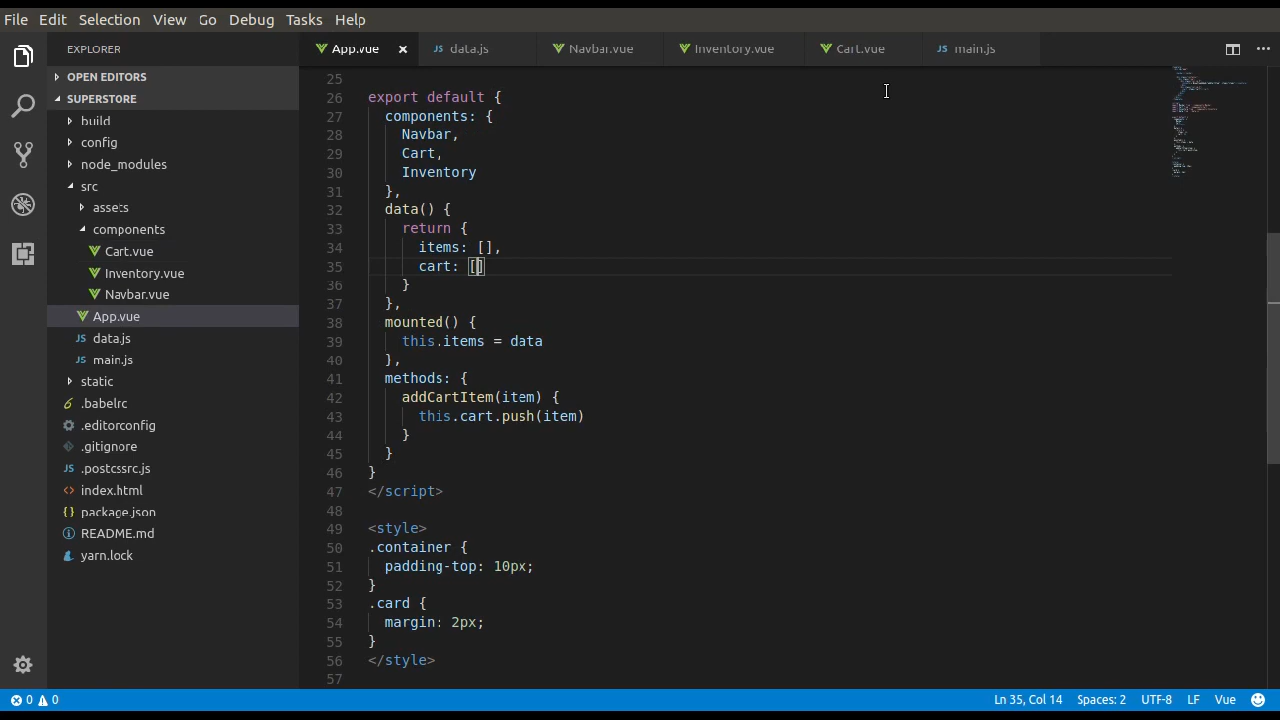 File Edit Selection View Go Debug Tasks Help
EXPLORER
OPEN EDITORS
SUPERSTORE
build
config
node_modules
src
assets
components
Cart.vue
Inventory.vue
Navbar.vue
App.vue
data.js
main.js
static
.babelrc
.editorconfig
.gitignore
.postcssrc.js
index.html
package.json
README.md
yarn.lock
App.vue × data.js Navbar.vue Inventory.vue Cart.vue main.js
25
26 export default {
27 components: {
28 Navbar,
29 Cart,
30 Inventory
31 },
32 data() {
33 return {
34 items: [],
35 cart: []
36 }
37 },
38 mounted() {
39 this.items = data
40 },
41 methods: {
42 addCartItem(item) {
43 this.cart.push(item)
44 }
45 }
46 }
47 </script>
48
49 <style>
50 .container {
51 padding-top: 10px;
52 }
53 .card {
54 margin: 2px;
55 }
56 </style>
57
0 0 Ln 35, Col 14 Spaces: 2 UTF-8 LF Vue